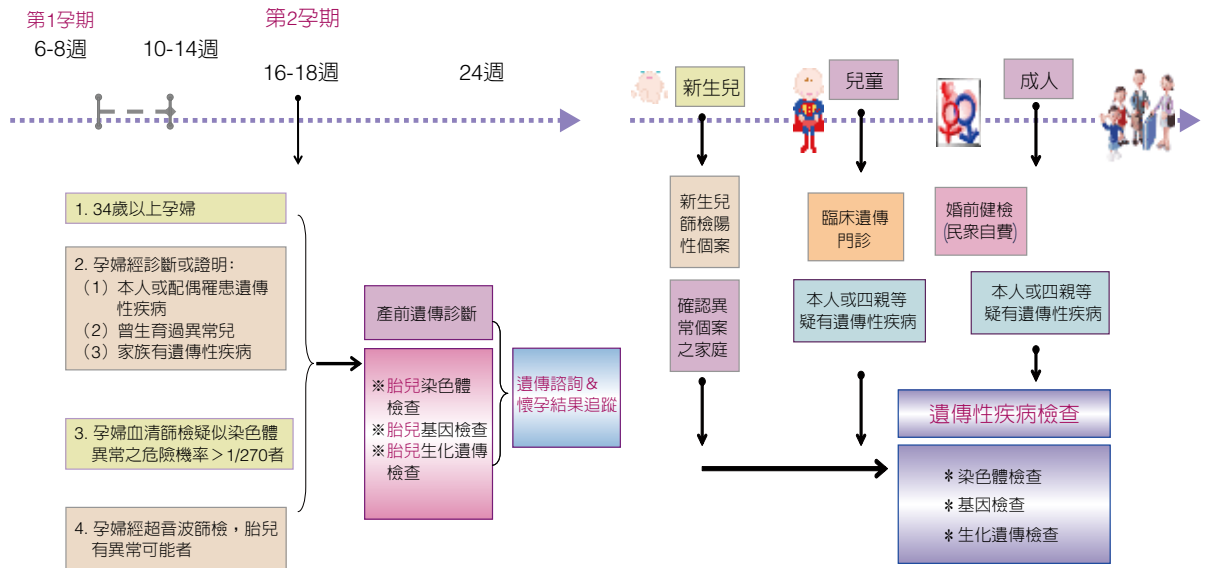 第1孕期
6-8週
10-14週
第2孕期
16-18週
24週
1. 34歲以上孕婦
2. 孕婦經診斷或證明：
（1）本人或配偶罹患遺傳
性疾病
（2）曾生育過異常兒
（3）家族有遺傳性疾病
3. 孕婦血清篩檢疑似染色體
異常之危險機率＞1/270者
4. 孕婦經超音波篩檢，胎兒
有異常可能者
產前遺傳診斷
※胎兒染色體
檢查
※胎兒基因檢查
※胎兒生化遺傳
檢查
遺傳諮詢＆
懷孕結果追蹤
新生兒
兒童
成人
新生兒
師檢陽
性個案
確認異
常個案
之家庭
臨床遺傳
門診
本人或四親等
疑有遺傳性疾病
婚前健檢
(民眾自費)
本人或四親等
疑有遺傳性疾病
遺傳性疾病檢查
＊染色體檢查
＊基因檢查
＊生化遺傳檢查